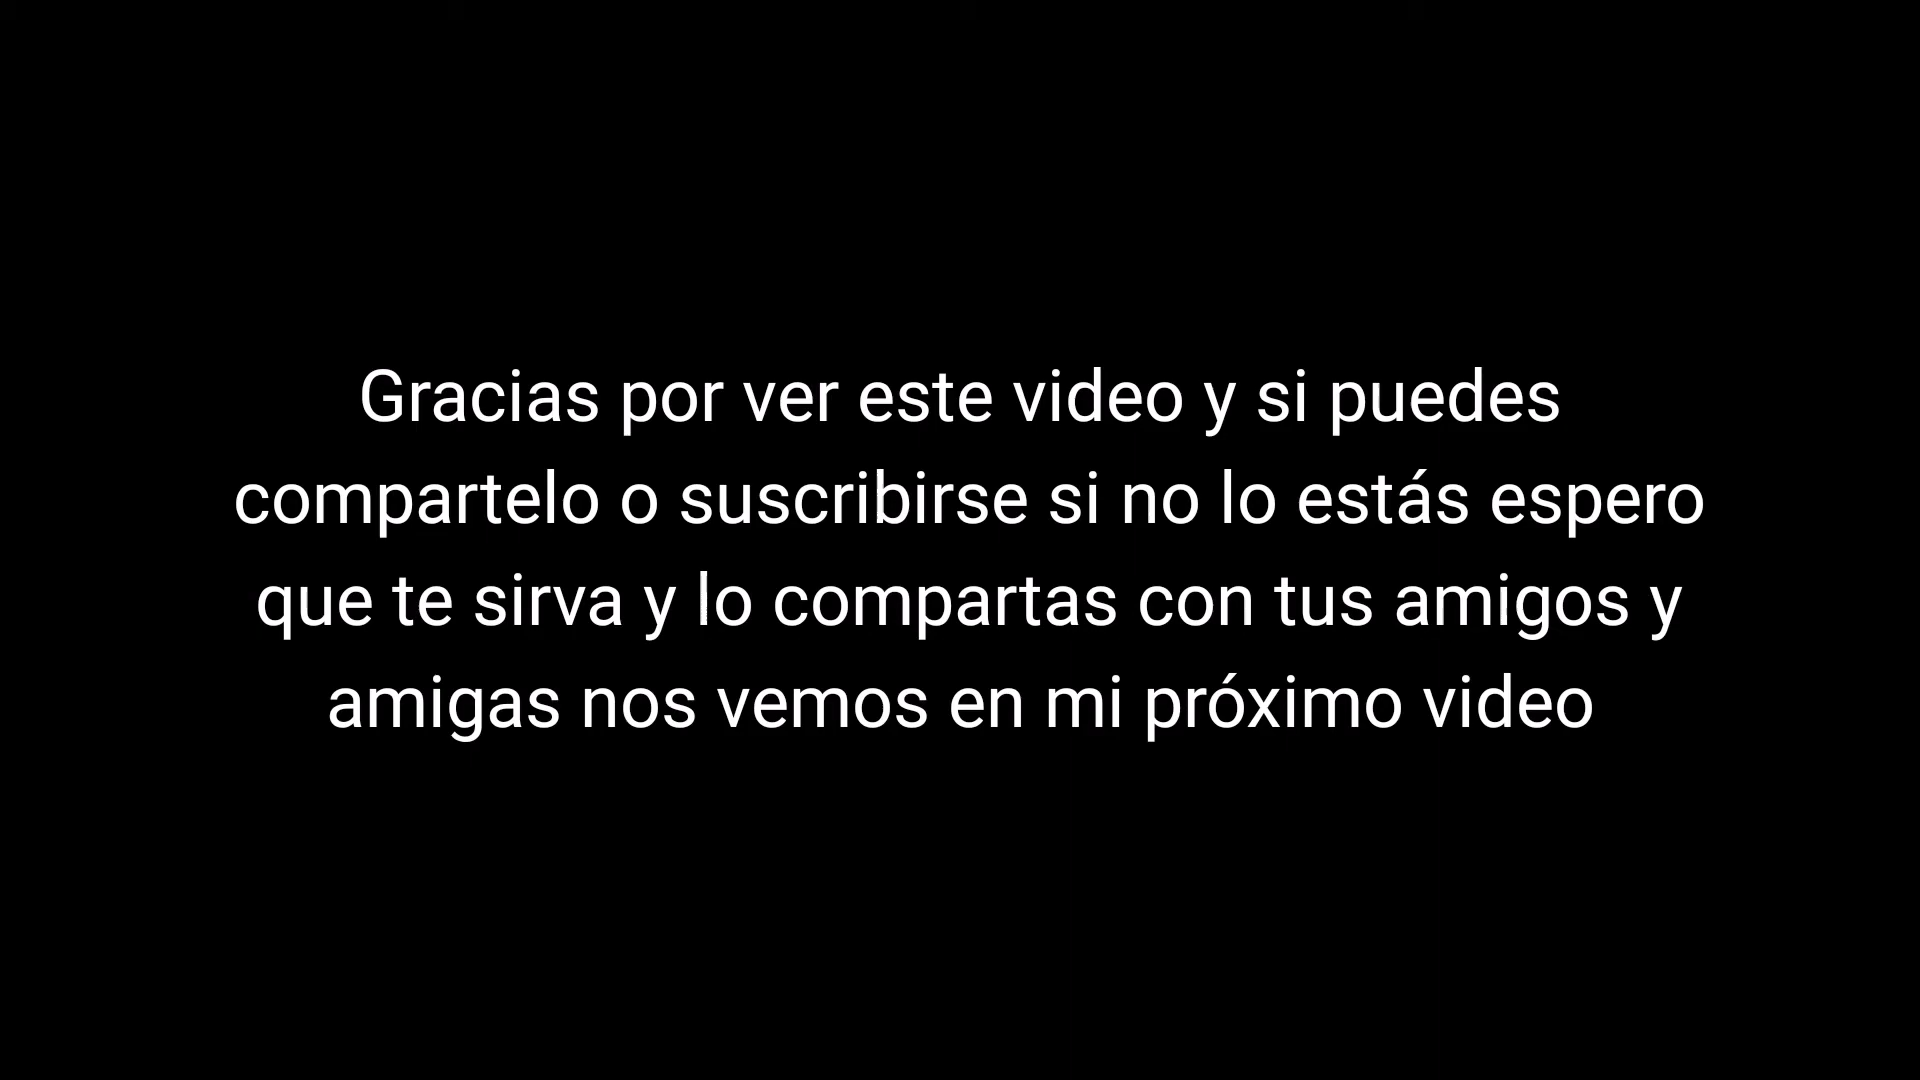 Gracias por ver este video y si puedes
compartelo o suscribirse si no lo estás espero
que te sirva y lo compartas con tus amigos y
amigas nos vemos en mi próximo video